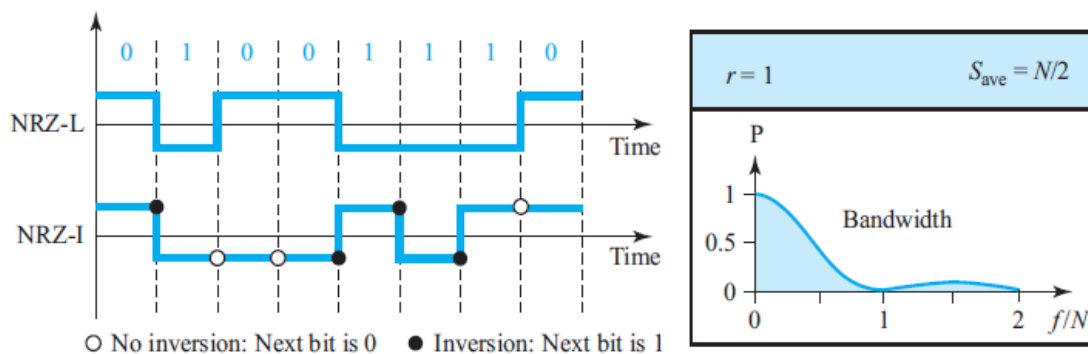 0 1 0 0 1 1 1 0
NRZ-L
Time
NRZ-I
Time
○ No inversion: Next bit is 0 ● Inversion: Next bit is 1
r = 1 Save = N/2
P
1
Bandwidth
0.5
0
0 1 2 f/N